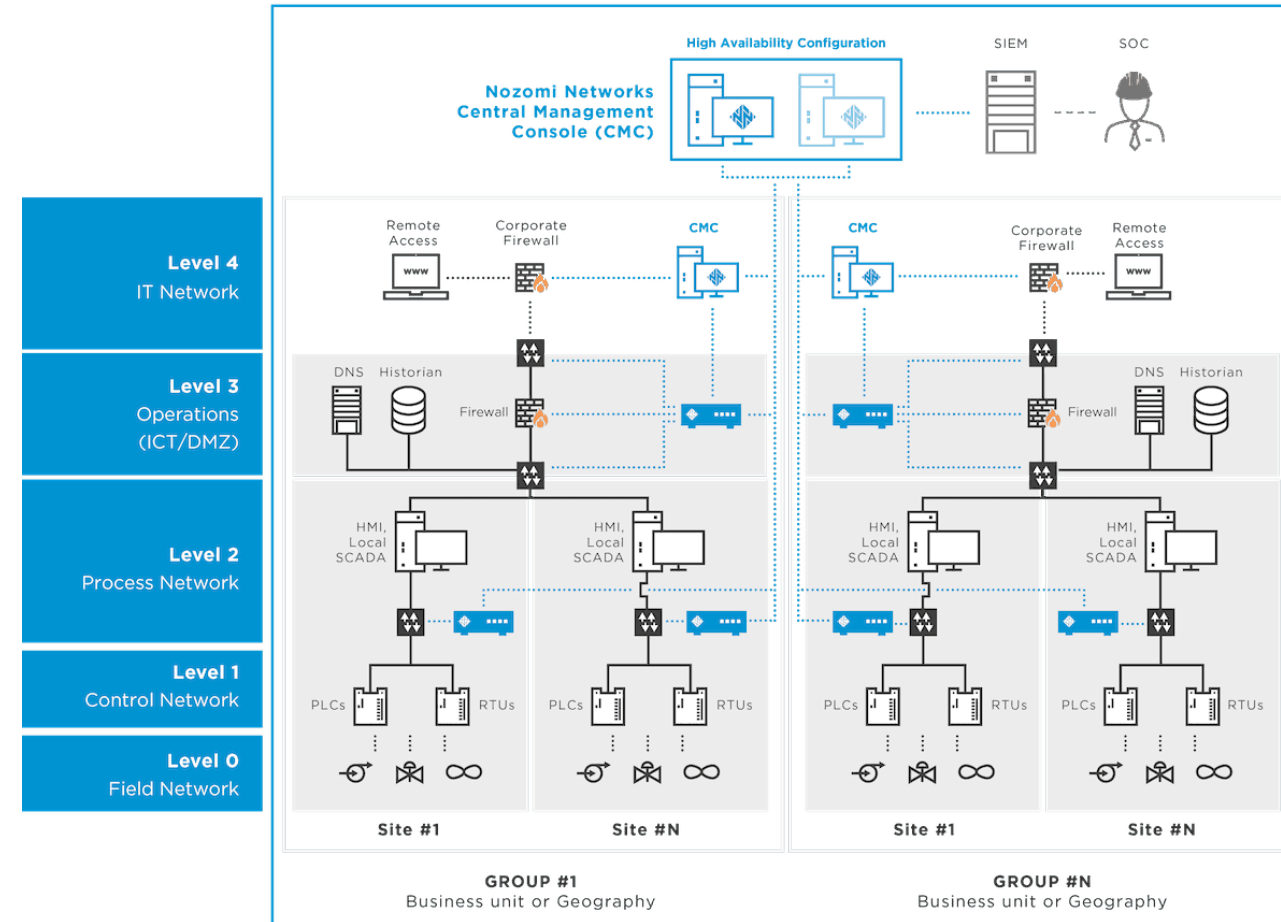 High Availability Configuration
SIEM
SOC
Nozomi Networks
Central Management
Console (CMC)
Level 4
IT Network
Level 3
Operations
(ICT/DMZ)
Level 2
Process Network
Level 1
Control Network
Level 0
Field Network
Remote
Access
www
Corporate
Firewall
CMC
DNS
Historian
Firewall
HMI,
Local
SCADA
HMI,
Local
SCADA
PLCs
RTUs
PLCs
RTUs
Site #1
Site #N
GROUP #1
Business unit or Geography
CMC
Corporate
Firewall
Remote
Access
www
Firewall
DNS
Historian
HMI,
Local
SCADA
HMI,
Local
SCADA
PLCs
RTUs
PLCs
RTUs
Site #1
Site #N
GROUP #N
Business unit or Geography